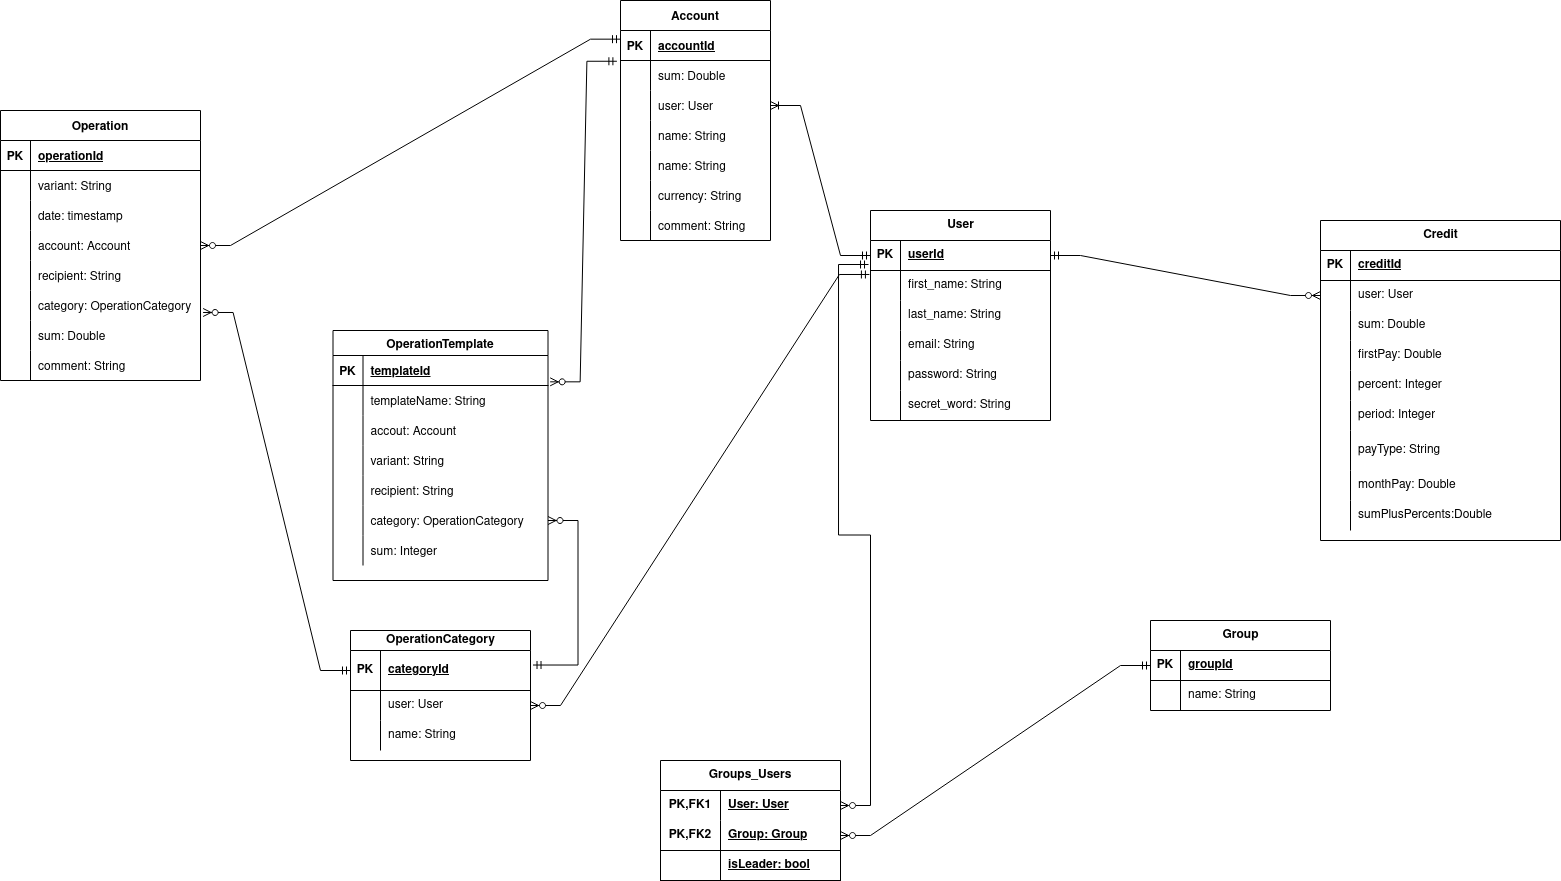 Account
PK accountId
sum: Double
user: User
name: String
name: String
currency: String
comment: String
Operation
PK operationId
variant: String
date: timestamp
account: Account
recipient: String
category: OperationCategory
sum: Double
comment: String
User
PK userId
first_name: String
last_name: String
email: String
password: String
secret_word: String
Credit
PK creditId
user: User
sum: Double
firstPay: Double
percent: Integer
period: Integer
payType: String
monthPay: Double
sumPlusPercents:Double
OperationTemplate
PK templateId
templateName: String
accout: Account
variant: String
recipient: String
category: OperationCategory
sum: Integer
OperationCategory
PK categoryId
user: User
name: String
Group
PK groupId
name: String
Groups_Users
PK,FK1 User: User
PK,FK2 Group: Group
isLeader: bool